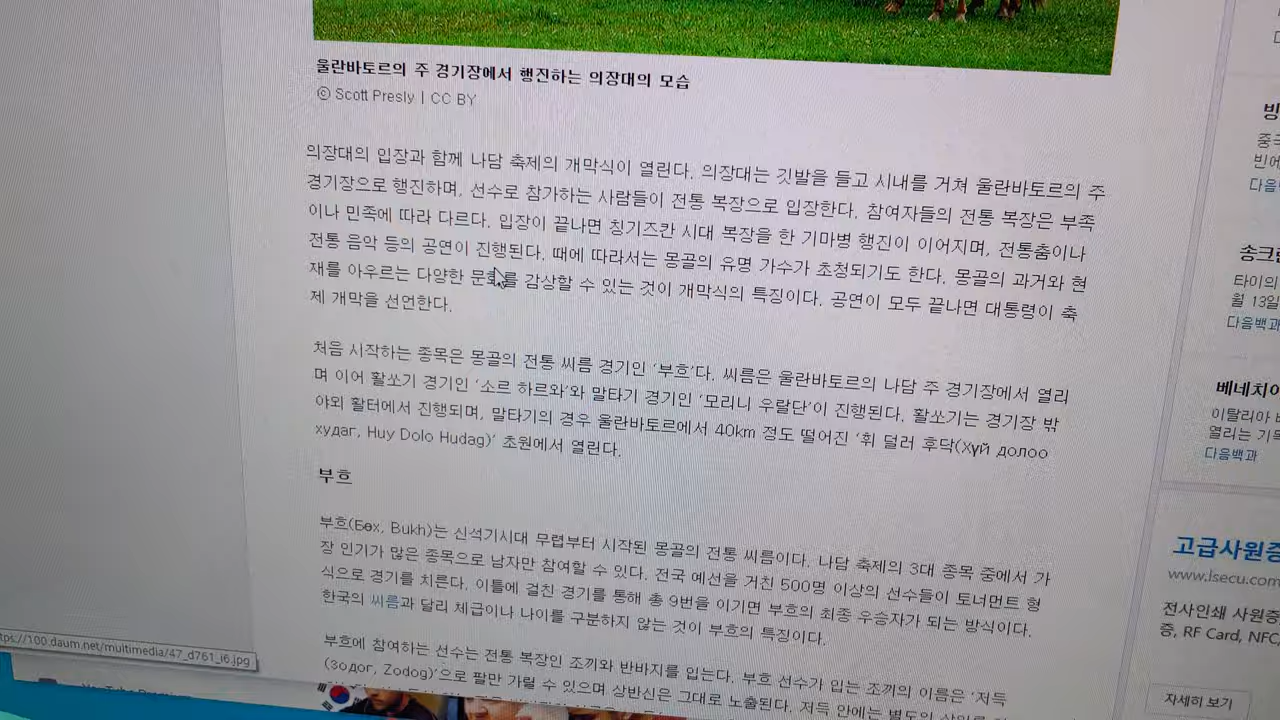 울란바토르의 주 경기장에서 행진하는 의장대의 모습
ⓒ Scott Presly | CC BY
의장대의 입장과 함께 나담 축제의 개막식이 열린다. 의장대는 깃발을 들고 시내를 거쳐 울란바토르의 주
경기장으로 행진하며, 선수로 참가하는 사람들이 전통 복장으로 입장한다. 참여자들의 전통 복장은 부족
이나 민족에 따라 다르다. 입장이 끝나면 칭기즈칸 시대 복장을 한 기마병 행진이 이어지며, 전통춤이나
전통 음악 등의 공연이 진행된다. 때에 따라서는 몽골의 유명 가수가 초청되기도 한다. 몽골의 과거와 현
재를 아우르는 다양한 문화를 감상할 수 있는 것이 개막식의 특징이다. 공연이 모두 끝나면 대통령이 축
제 개막을 선언한다.
처음 시작하는 종목은 몽골의 전통 씨름 경기인 '부흐'다. 씨름은 울란바토르의 나담 주 경기장에서 열리
며 이어 활쏘기 경기인 '소르 하르와'와 말타기 경기인 '모리니 우랄단'이 진행된다. 활쏘기는 경기장 밖
야외 활터에서 진행되며, 말타기의 경우 울란바토르에서 40km 정도 떨어진 '휘 덜러 후닥(Хүй долоо
худаг, Huy Dolo Hudag)' 초원에서 열린다.
부흐
부흐(Бөх, Bukh)는 신석기시대 무렵부터 시작된 몽골의 전통 씨름이다. 나담 축제의 3대 종목 중에서 가
장 인기가 많은 종목으로 남자만 참여할 수 있다. 전국 예선을 거친 500명 이상의 선수들이 토너먼트 형
식으로 경기를 치른다. 이틀에 걸친 경기를 통해 총 9번을 이기면 부흐의 최종 우승자가 되는 방식이다.
한국의 씨름과 달리 체급이나 나이를 구분하지 않는 것이 부흐의 특징이다.
부흐에 참여하는 선수는 전통 복장인 조끼와 반바지를 입는다. 부흐 선수가 입는 조끼의 이름은 '저득
(Зодог, Zodog)'으로 팔만 가릴 수 있으며 상반신은 그대로 노출된다. 저득 안에는 별도의
tps://100.daum.net/multimedia/47_d761_i6.jpg
빙
중국
빈에
다음
송크란
타이의
월 13일
다음백과
베네치아
이탈리아
열리는
다음백과
고급사원증
www.lsecu.com
전사인쇄 사원증
증, RF Card, NFC
자세히 보기